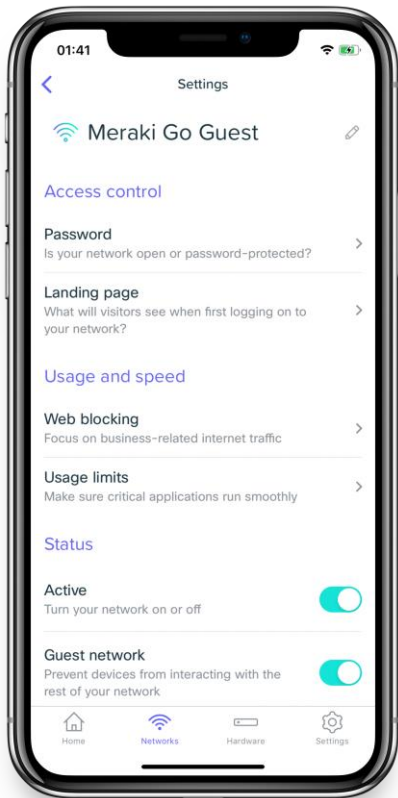 01:41
Settings
Meraki Go Guest
Access control
Password
Is your network open or password-protected?
Landing page
What will visitors see when first logging on to
your network?
Usage and speed
Web blocking
Focus on business-related internet traffic
Usage limits
Make sure critical applications run smoothly
Status
Active
Turn your network on or off
Guest network
Prevent devices from interacting with the
rest of your network
Home Networks Hardware Settings